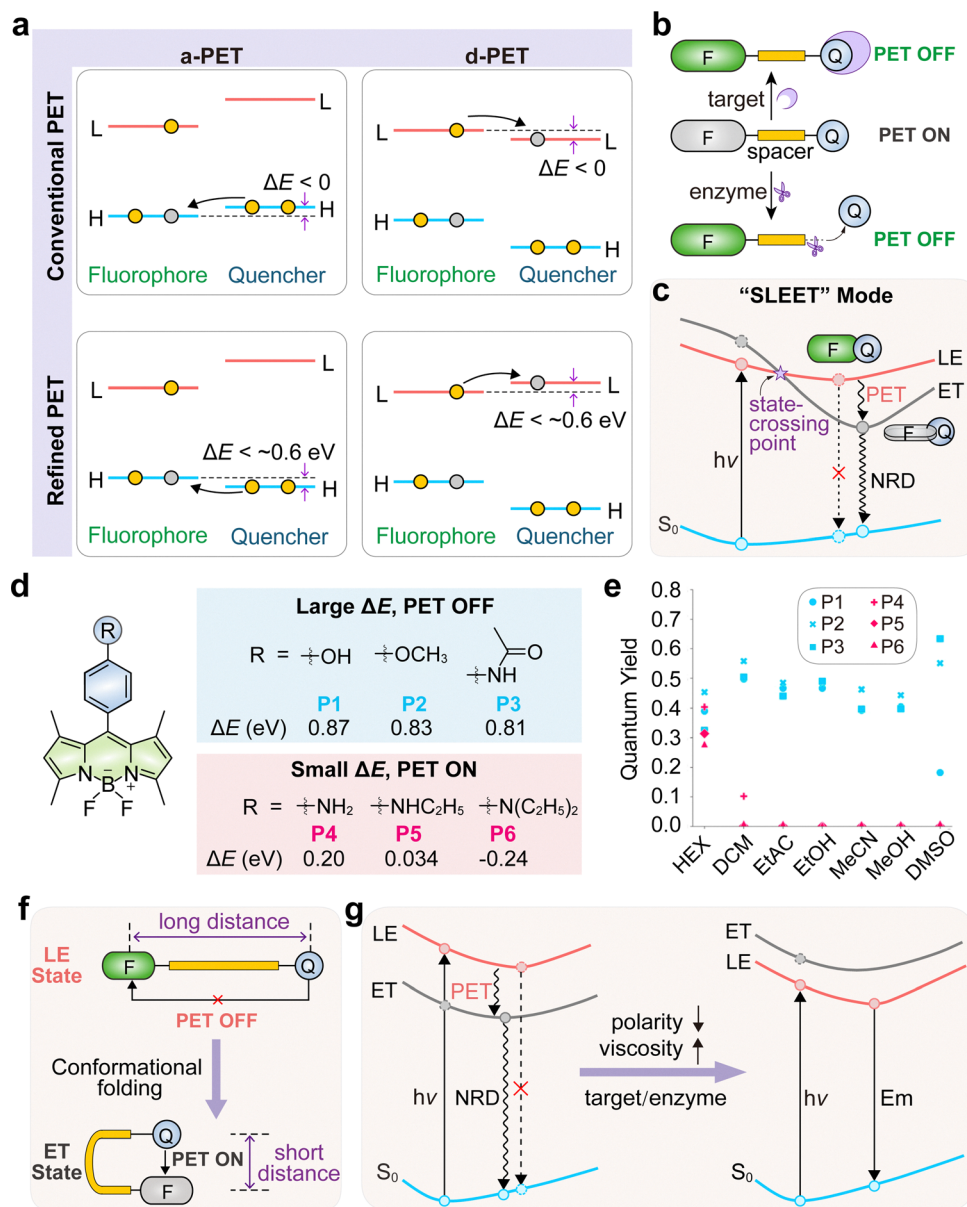 a
a-PET
d-PET
Conventional PET
L
L
ΔE < 0
H
H
Fluorophore
Quencher
L
L
ΔE < 0
H
H
Fluorophore
Quencher
Refined PET
L
L
ΔE < ~0.6 eV
H
H
Fluorophore
Quencher
L
L
ΔE < ~0.6 eV
H
H
Fluorophore
Quencher
b
F
Q
PET OFF
target
F
Q
PET ON
spacer
enzyme
Q
F
PET OFF
c
“SLEET” Mode
F
Q
LE
PET
ET
state-
crossing
point
F
Q
hν
NRD
S0
d
R
N
N
B
−
+
F
F
Large ΔE, PET OFF
R =
OH
OCH3
O
NH
P1
P2
P3
ΔE (eV)
0.87
0.83
0.81
Small ΔE, PET ON
R =
NH2
NHC2H5
N(C2H5)2
P4
P5
P6
ΔE (eV)
0.20
0.034
-0.24
e
Quantum Yield
0.8
0.7
0.6
0.5
0.4
0.3
0.2
0.1
0.0
P1
P4
P2
P5
P3
P6
HEX
DCM
EtAC
EtOH
MeCN
MeOH
DMSO
f
long distance
LE
State
F
Q
PET OFF
Conformational
folding
ET
State
Q
PET ON
F
short
distance
g
LE
ET
PET
hν
NRD
S0
polarity
viscosity
target/enzyme
ET
LE
hν
Em
S0